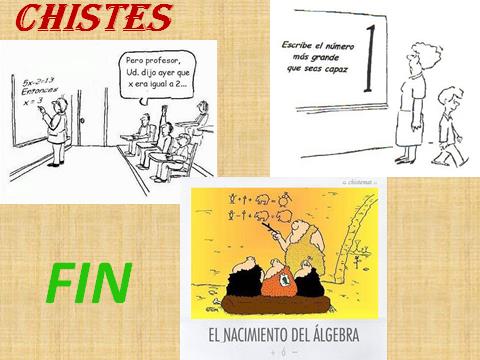 CHISTES
5x-2=13
Entonces
x = 3
Pero profesor,
Ud. dijo ayer que
x era igual a 2...
Escribe el número
más grande
que seas capaz
1
chistemat
FIN
EL NACIMIENTO DEL ÁLGEBRA
+ ó −